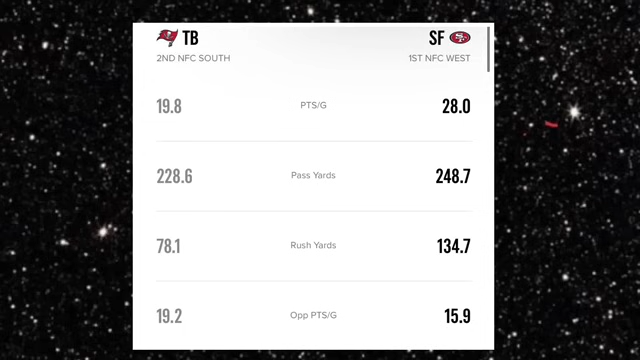 TB SF
2ND NFC SOUTH 1ST NFC WEST
19.8 PTS/G 28.0
228.6 Pass Yards 248.7
78.1 Rush Yards 134.7
19.2 Opp PTS/G 15.9